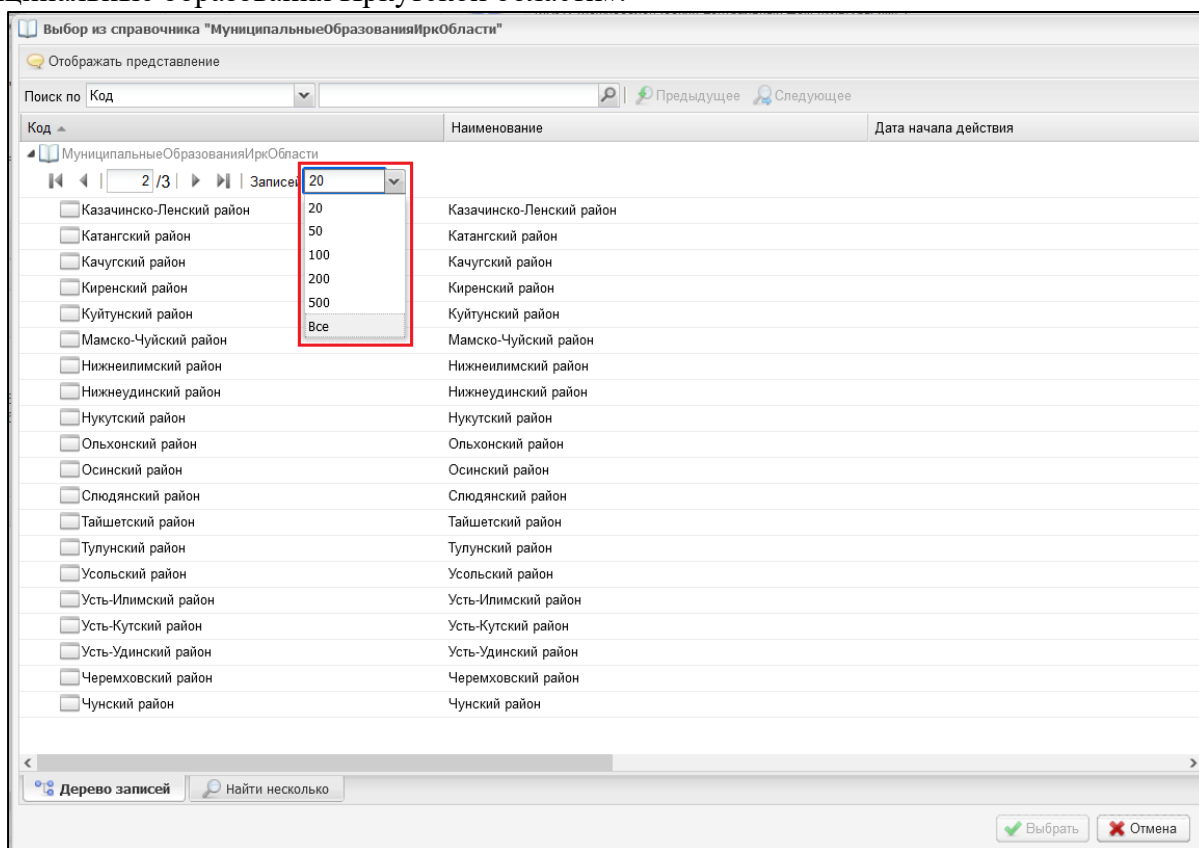 Выбор из справочника "МуниципальныеОбразованияИркОбласти"
Отображать представление
Поиск по Код Предыдущее Следующее
Код Наименование Дата начала действия
МуниципальныеОбразованияИркОбласти
2 /3 Записей 20
20
50
100
200
500
Все
Казачинско-Ленский район Казачинско-Ленский район
Катангский район Катангский район
Качугский район Качугский район
Киренский район Киренский район
Куйтунский район Куйтунский район
Мамско-Чуйский район Мамско-Чуйский район
Нижнеилимский район Нижнеилимский район
Нижнеудинский район Нижнеудинский район
Нукутский район Нукутский район
Ольхонский район Ольхонский район
Осинский район Осинский район
Слюдянский район Слюдянский район
Тайшетский район Тайшетский район
Тулунский район Тулунский район
Усольский район Усольский район
Усть-Илимский район Усть-Илимский район
Усть-Кутский район Усть-Кутский район
Усть-Удинский район Усть-Удинский район
Черемховский район Черемховский район
Чунский район Чунский район
Дерево записей Найти несколько
Выбрать Отмена